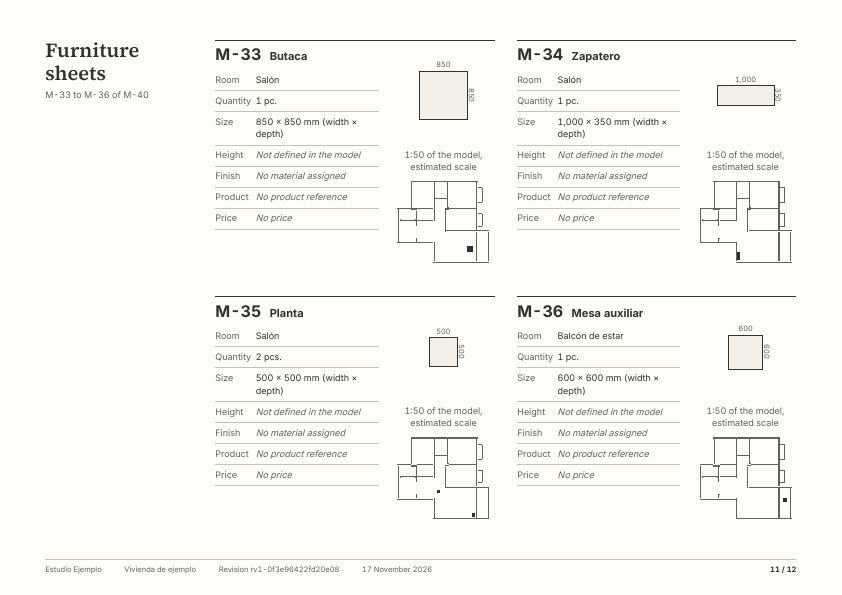 Furniture
sheets
M-33 to M-36 of M-40
M-33 Butaca
Room Salón
Quantity 1 pc.
Size 850 × 850 mm (width ×
depth)
Height Not defined in the model
Finish No material assigned
Product No product reference
Price No price
850
850
1:50 of the model,
estimated scale
M-34 Zapatero
Room Salón
Quantity 1 pc.
Size 1,000 × 350 mm (width ×
depth)
Height Not defined in the model
Finish No material assigned
Product No product reference
Price No price
1,000
350
1:50 of the model,
estimated scale
M-35 Planta
Room Salón
Quantity 2 pcs.
Size 500 × 500 mm (width ×
depth)
Height Not defined in the model
Finish No material assigned
Product No product reference
Price No price
500
500
1:50 of the model,
estimated scale
M-36 Mesa auxiliar
Room Balcón de estar
Quantity 1 pc.
Size 600 × 600 mm (width ×
depth)
Height Not defined in the model
Finish No material assigned
Product No product reference
Price No price
600
600
1:50 of the model,
estimated scale
Estudio Ejemplo Vivienda de ejemplo Revision rv1-0f3e96422fd20e08 17 November 2026 11 / 12